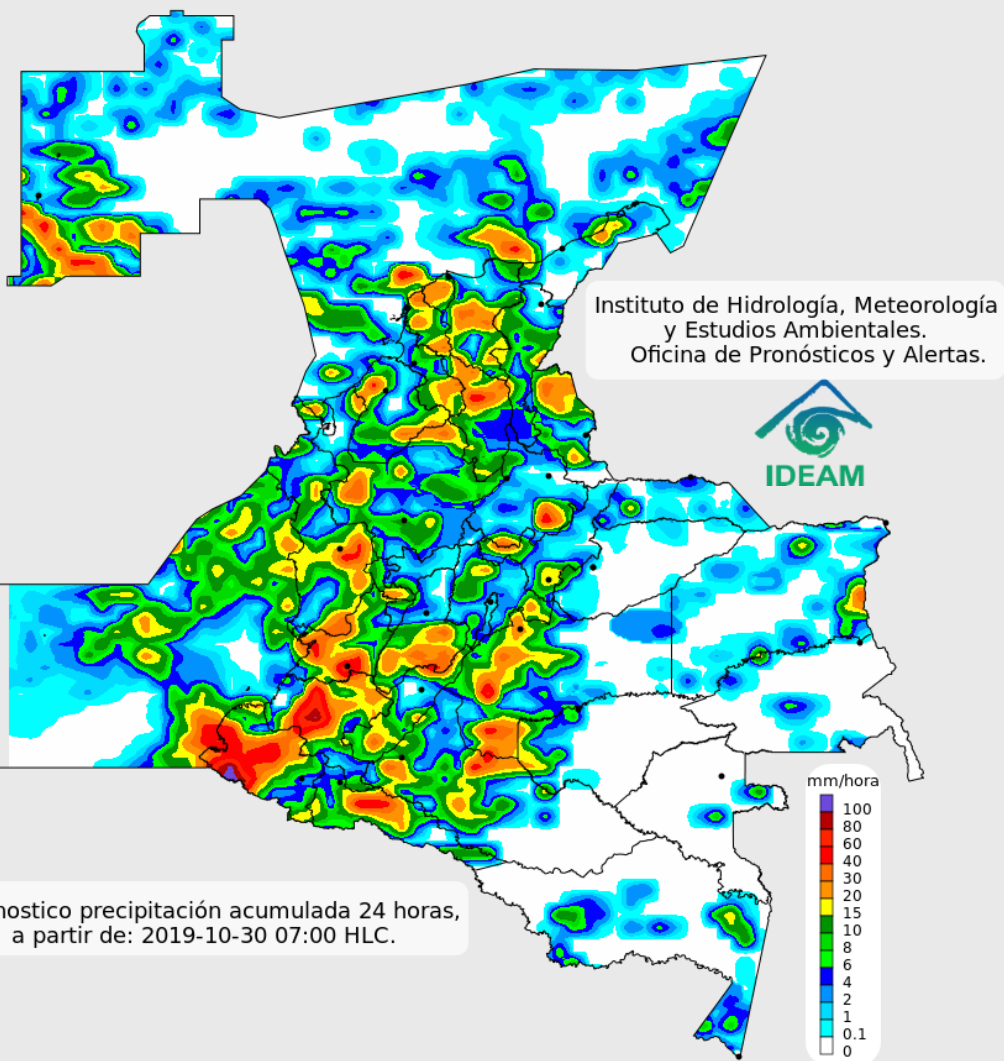 Instituto de Hidrología, Meteorología
y Estudios Ambientales.
Oficina de Pronósticos y Alertas.
IDEAM
mm/hora
100
80
60
40
30
20
15
10
8
6
4
2
1
0.1
0
nostico precipitación acumulada 24 horas,
a partir de: 2019-10-30 07:00 HLC.